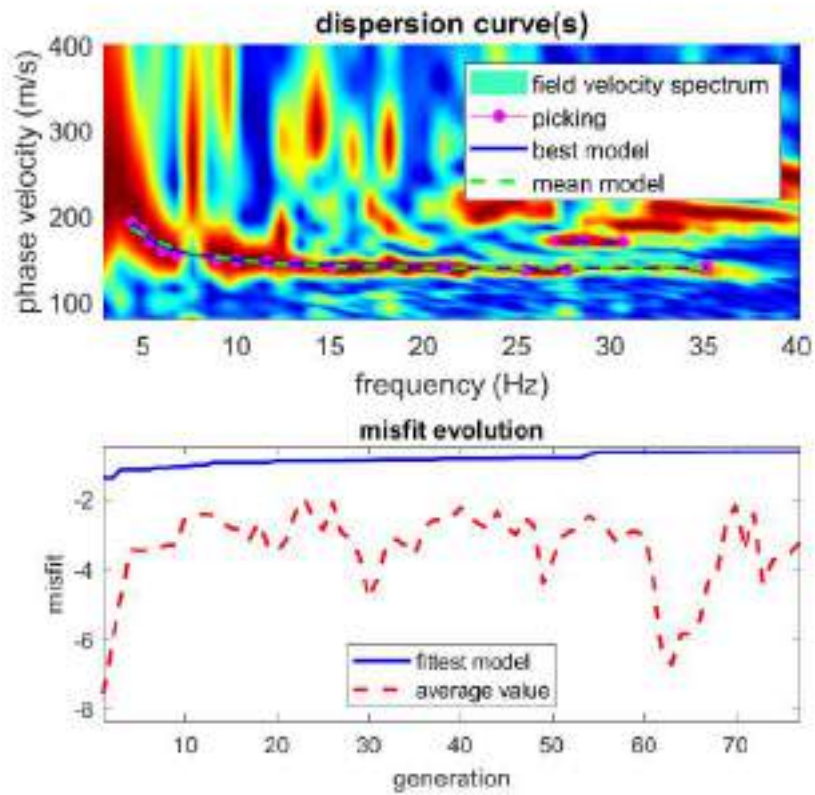 dispersion curve(s)
400
300
200
100
phase velocity (m/s)
field velocity spectrum
picking
best model
mean model
5 10 15 20 25 30 35 40
frequency (Hz)
misfit evolution
-2
-4
-6
-8
misfit
fittest model
average value
10 20 30 40 50 60 70
generation